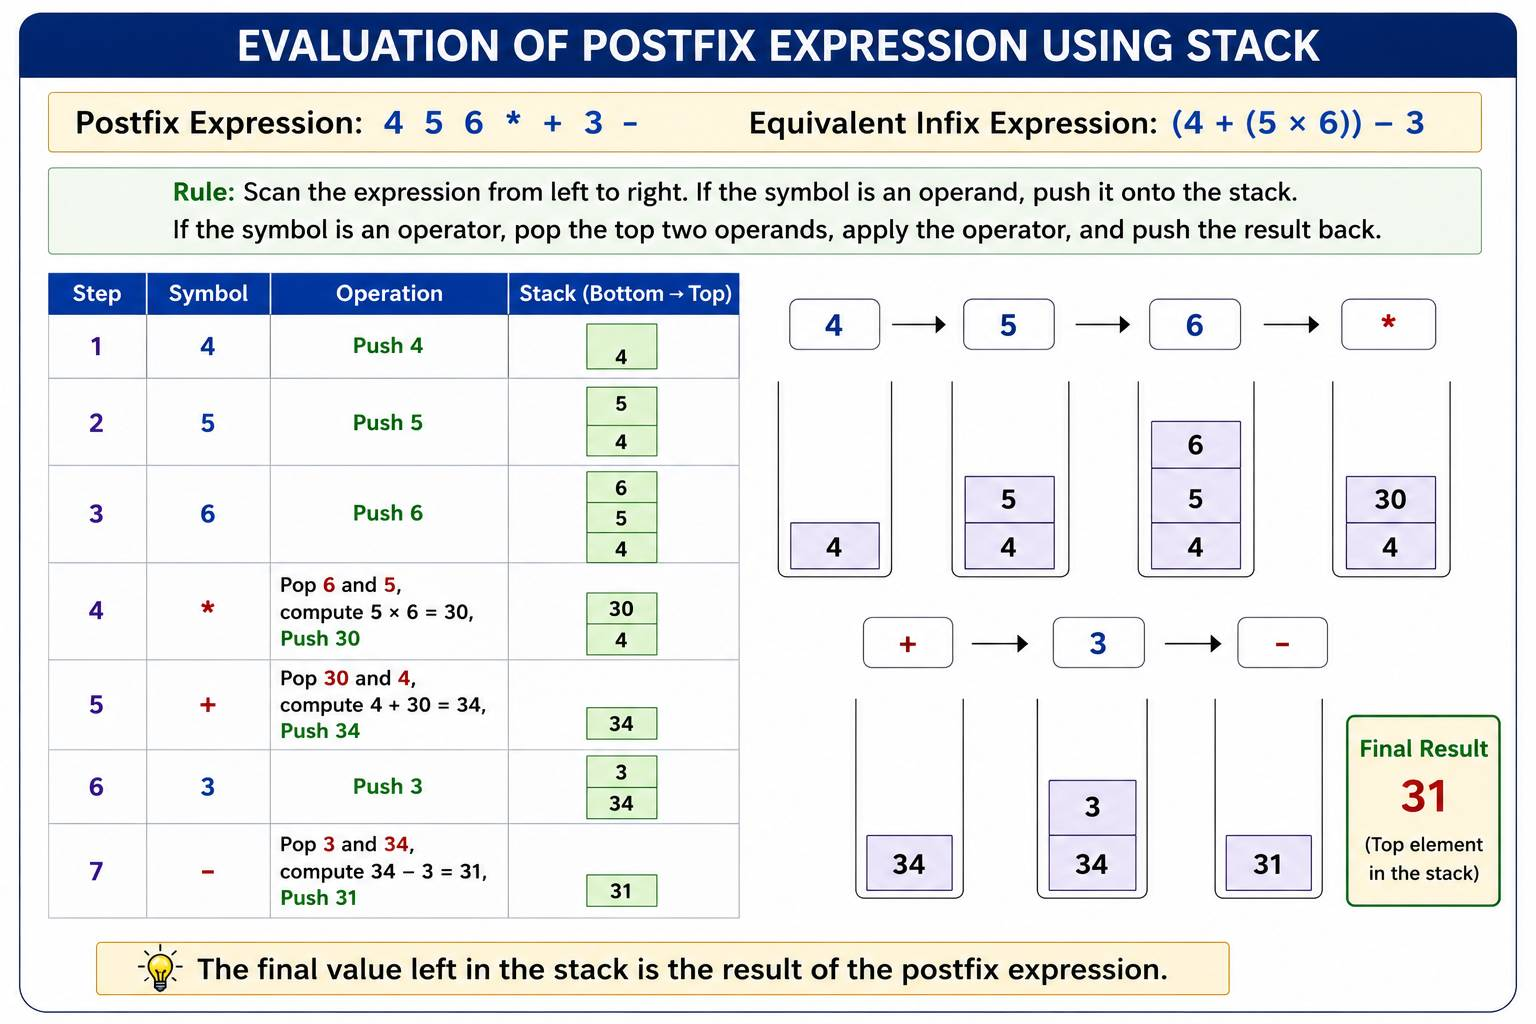 EVALUATION OF POSTFIX EXPRESSION USING STACK
Postfix Expression: 4 5 6 * + 3 –
Equivalent Infix Expression: (4 + (5 × 6)) – 3
Rule: Scan the expression from left to right. If the symbol is an operand, push it onto the stack.
If the symbol is an operator, pop the top two operands, apply the operator, and push the result back.
Step Symbol Operation Stack (Bottom → Top)
1 4 Push 4
4
2 5 Push 5
5
4
3 6 Push 6
6
5
4
4 *
Pop 6 and 5,
compute 5 × 6 = 30,
Push 30
30
4
5 +
Pop 30 and 4,
compute 4 + 30 = 34,
Push 34
34
6 3 Push 3
3
34
7 –
Pop 3 and 34,
compute 34 – 3 = 31,
Push 31
31
4 → 5 → 6 → *
4
5
4
6
5
4
30
4
+ → 3 → –
34
3
34
31
Final Result
31
(Top element
in the stack)
The final value left in the stack is the result of the postfix expression.